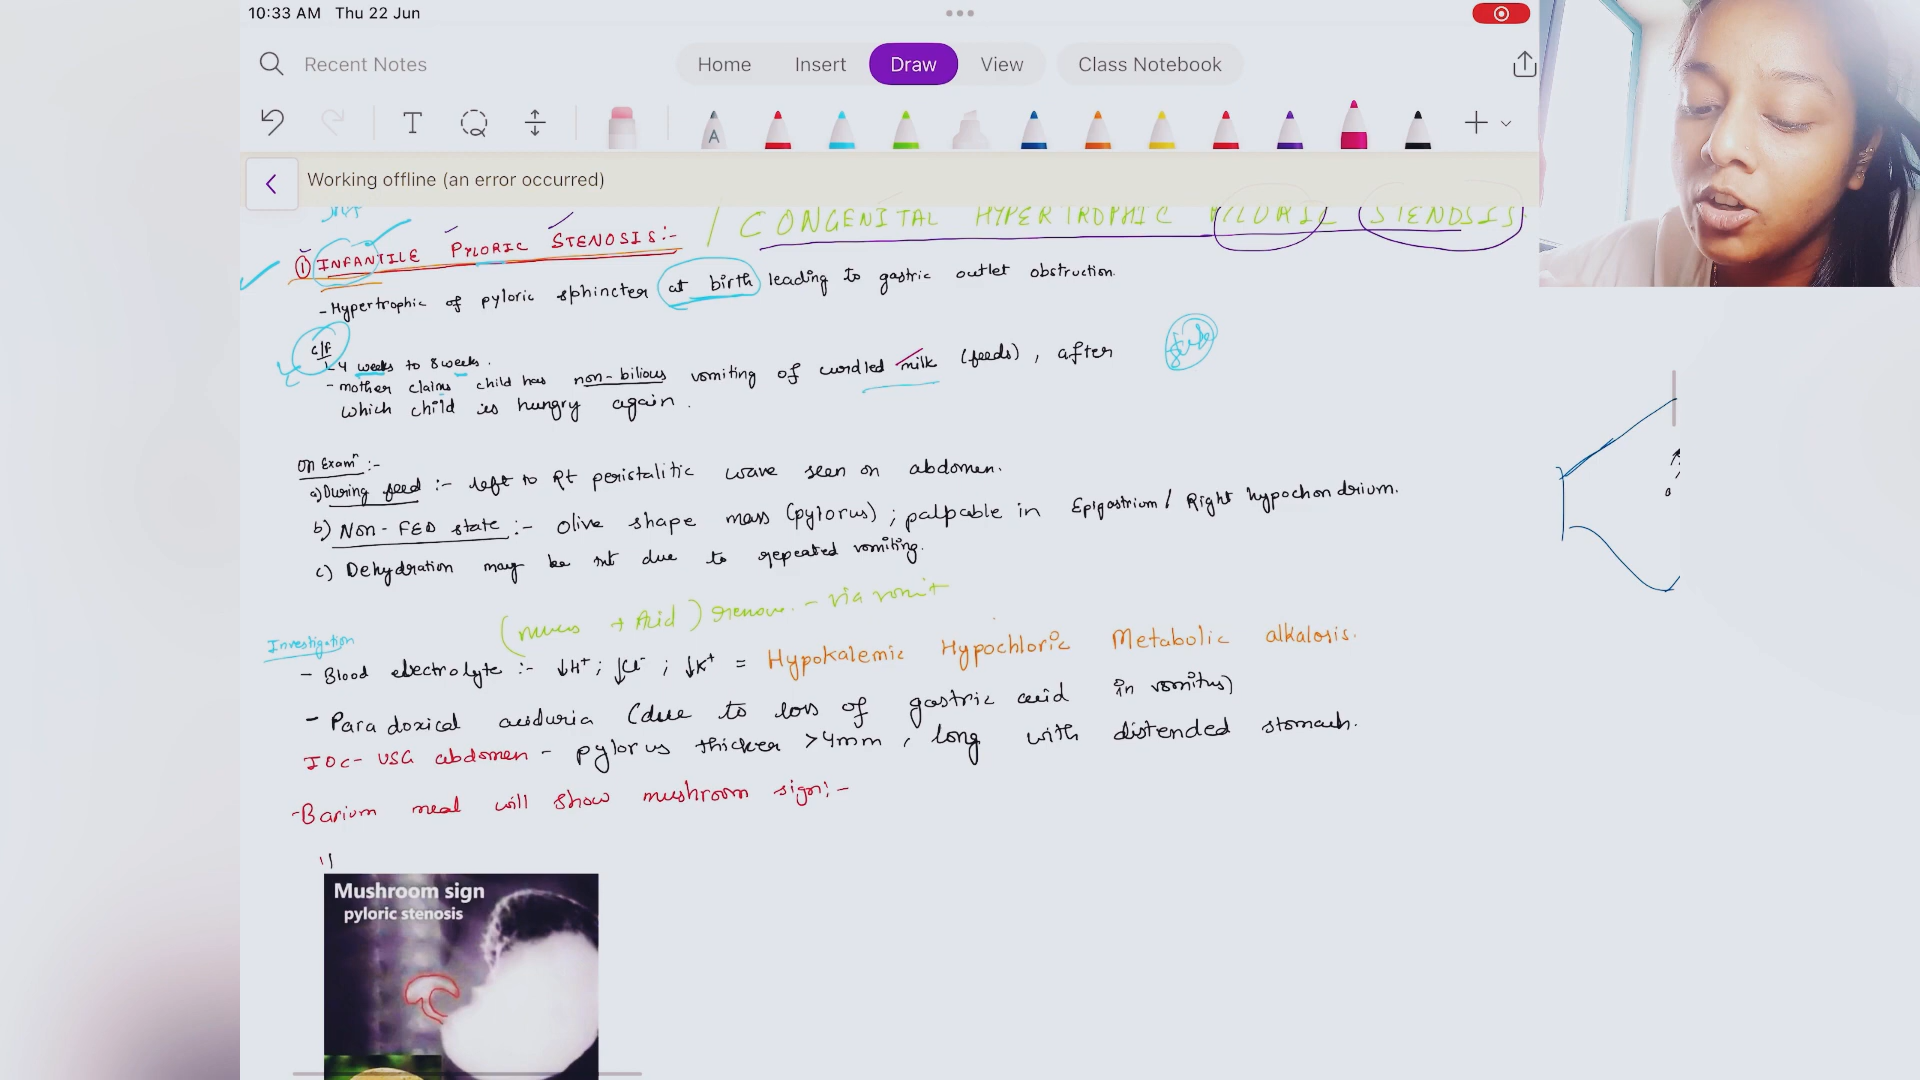 10:33 AM Thu 22 Jun
Recent Notes
Home Insert Draw View Class Notebook
T A
Working offline (an error occurred)
① INFANTILE PYLORIC STENOSIS:- / CONGENITAL HYPERTROPHIC STENOSIS
- Hypertrophic of pyloric sphincter at birth leading to gastric outlet obstruction.
c/f
4 weeks to 8 weeks.
- mother claims child has non-bilious vomiting of curdled milk (feeds), after
which child is hungry again.
On Examⁿ :-
a) During feed :- left to Rt peristalitic wave seen on abdomen.
b) Non-FED state :- olive shape mass (pylorus) ; palpable in Epigastrium / Right hypochondrium.
c) Dehydration may be due to repeated vomiting.
(mucus + Acid) - via vomit
Investigation
- Blood electrolyte :- ↓H⁺ ; ↓Cl⁻ ; ↓K⁺ = Hypokalemic Hypochloric Metabolic alkalosis.
- Paradoxical aciduria (due to loss of gastric acid in vomitus)
IOC- USG abdomen - pylorus thicker >4mm, long with distended stomach.
- Barium meal will show mushroom sign:-
Mushroom sign
pyloric stenosis